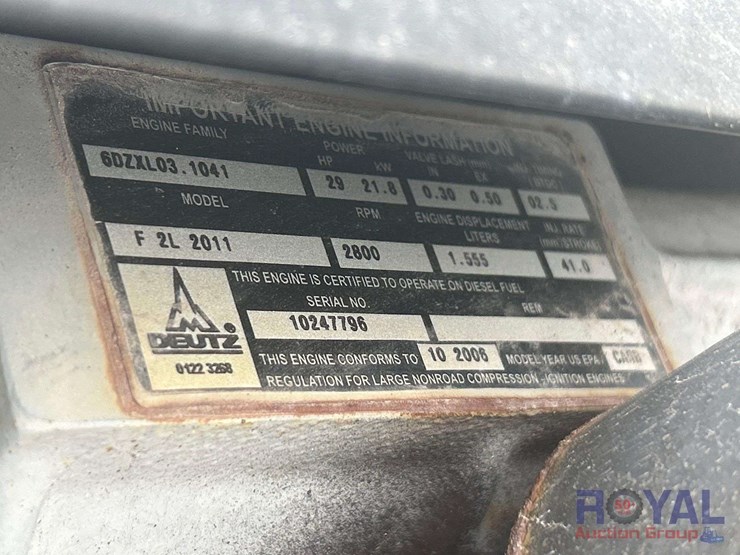 IMPORTANT ENGINE INFORMATION
ENGINE FAMILY POWER VALVE LASH
HP KW IN EX
6DZXL03.1041 29 21.8 0.30 0.50 02.5
MODEL RPM ENGINE DISPLACEMENT INJ. RATE
LITERS (mm³/STROKE)
F 2L 2011 2800 1.555 41.0
THIS ENGINE IS CERTIFIED TO OPERATE ON DIESEL FUEL
SERIAL NO. REM
10247796
DEUTZ
0122 3268
THIS ENGINE CONFORMS TO 10 2006 MODEL YEAR US EPA / CARB
REGULATION FOR LARGE NONROAD COMPRESSION-IGNITION ENGINES
ROYAL
Auction Group